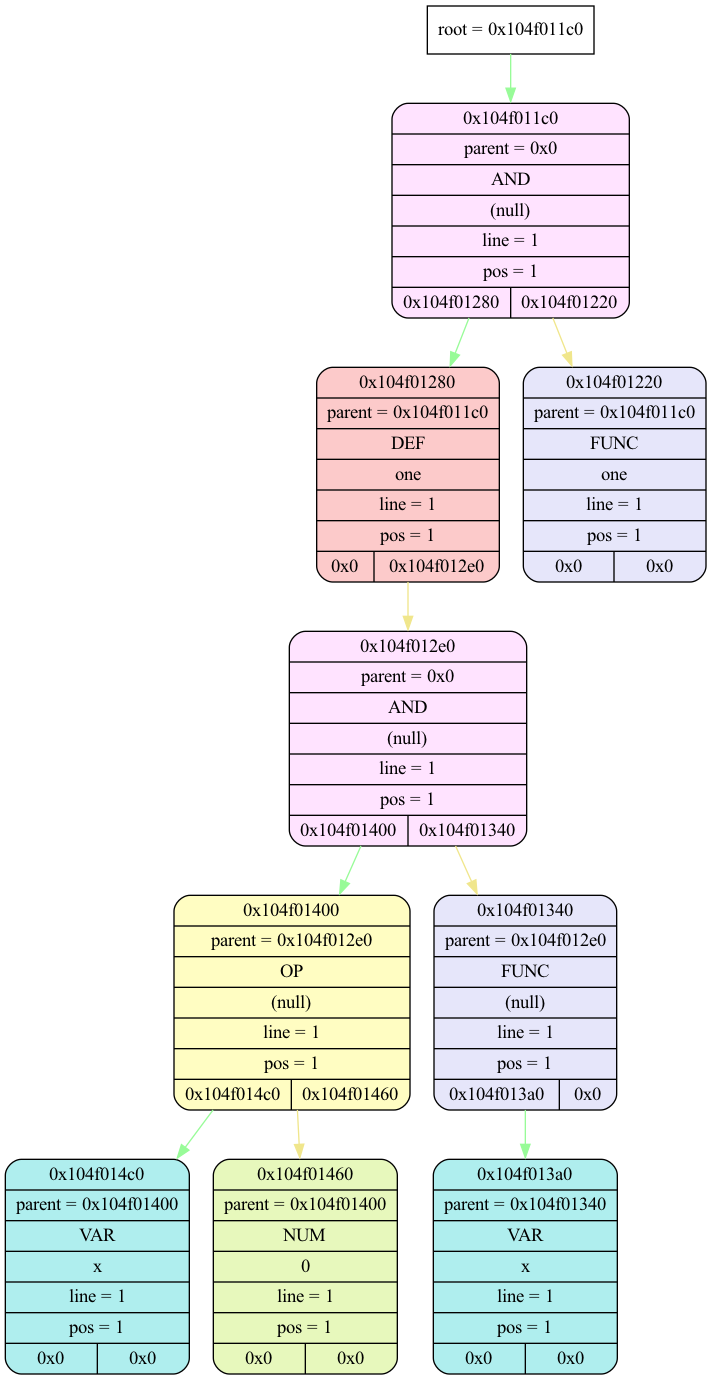 root = 0x104f011c0
0x104f011c0
parent = 0x0
AND
(null)
line = 1
pos = 1
0x104f01280 0x104f01220
0x104f01280
parent = 0x104f011c0
DEF
one
line = 1
pos = 1
0x0 0x104f012e0
0x104f01220
parent = 0x104f011c0
FUNC
one
line = 1
pos = 1
0x0 0x0
0x104f012e0
parent = 0x0
AND
(null)
line = 1
pos = 1
0x104f01400 0x104f01340
0x104f01400
parent = 0x104f012e0
OP
(null)
line = 1
pos = 1
0x104f014c0 0x104f01460
0x104f01340
parent = 0x104f012e0
FUNC
(null)
line = 1
pos = 1
0x104f013a0 0x0
0x104f014c0
parent = 0x104f01400
VAR
x
line = 1
pos = 1
0x0 0x0
0x104f01460
parent = 0x104f01400
NUM
0
line = 1
pos = 1
0x0 0x0
0x104f013a0
parent = 0x104f01340
VAR
x
line = 1
pos = 1
0x0 0x0